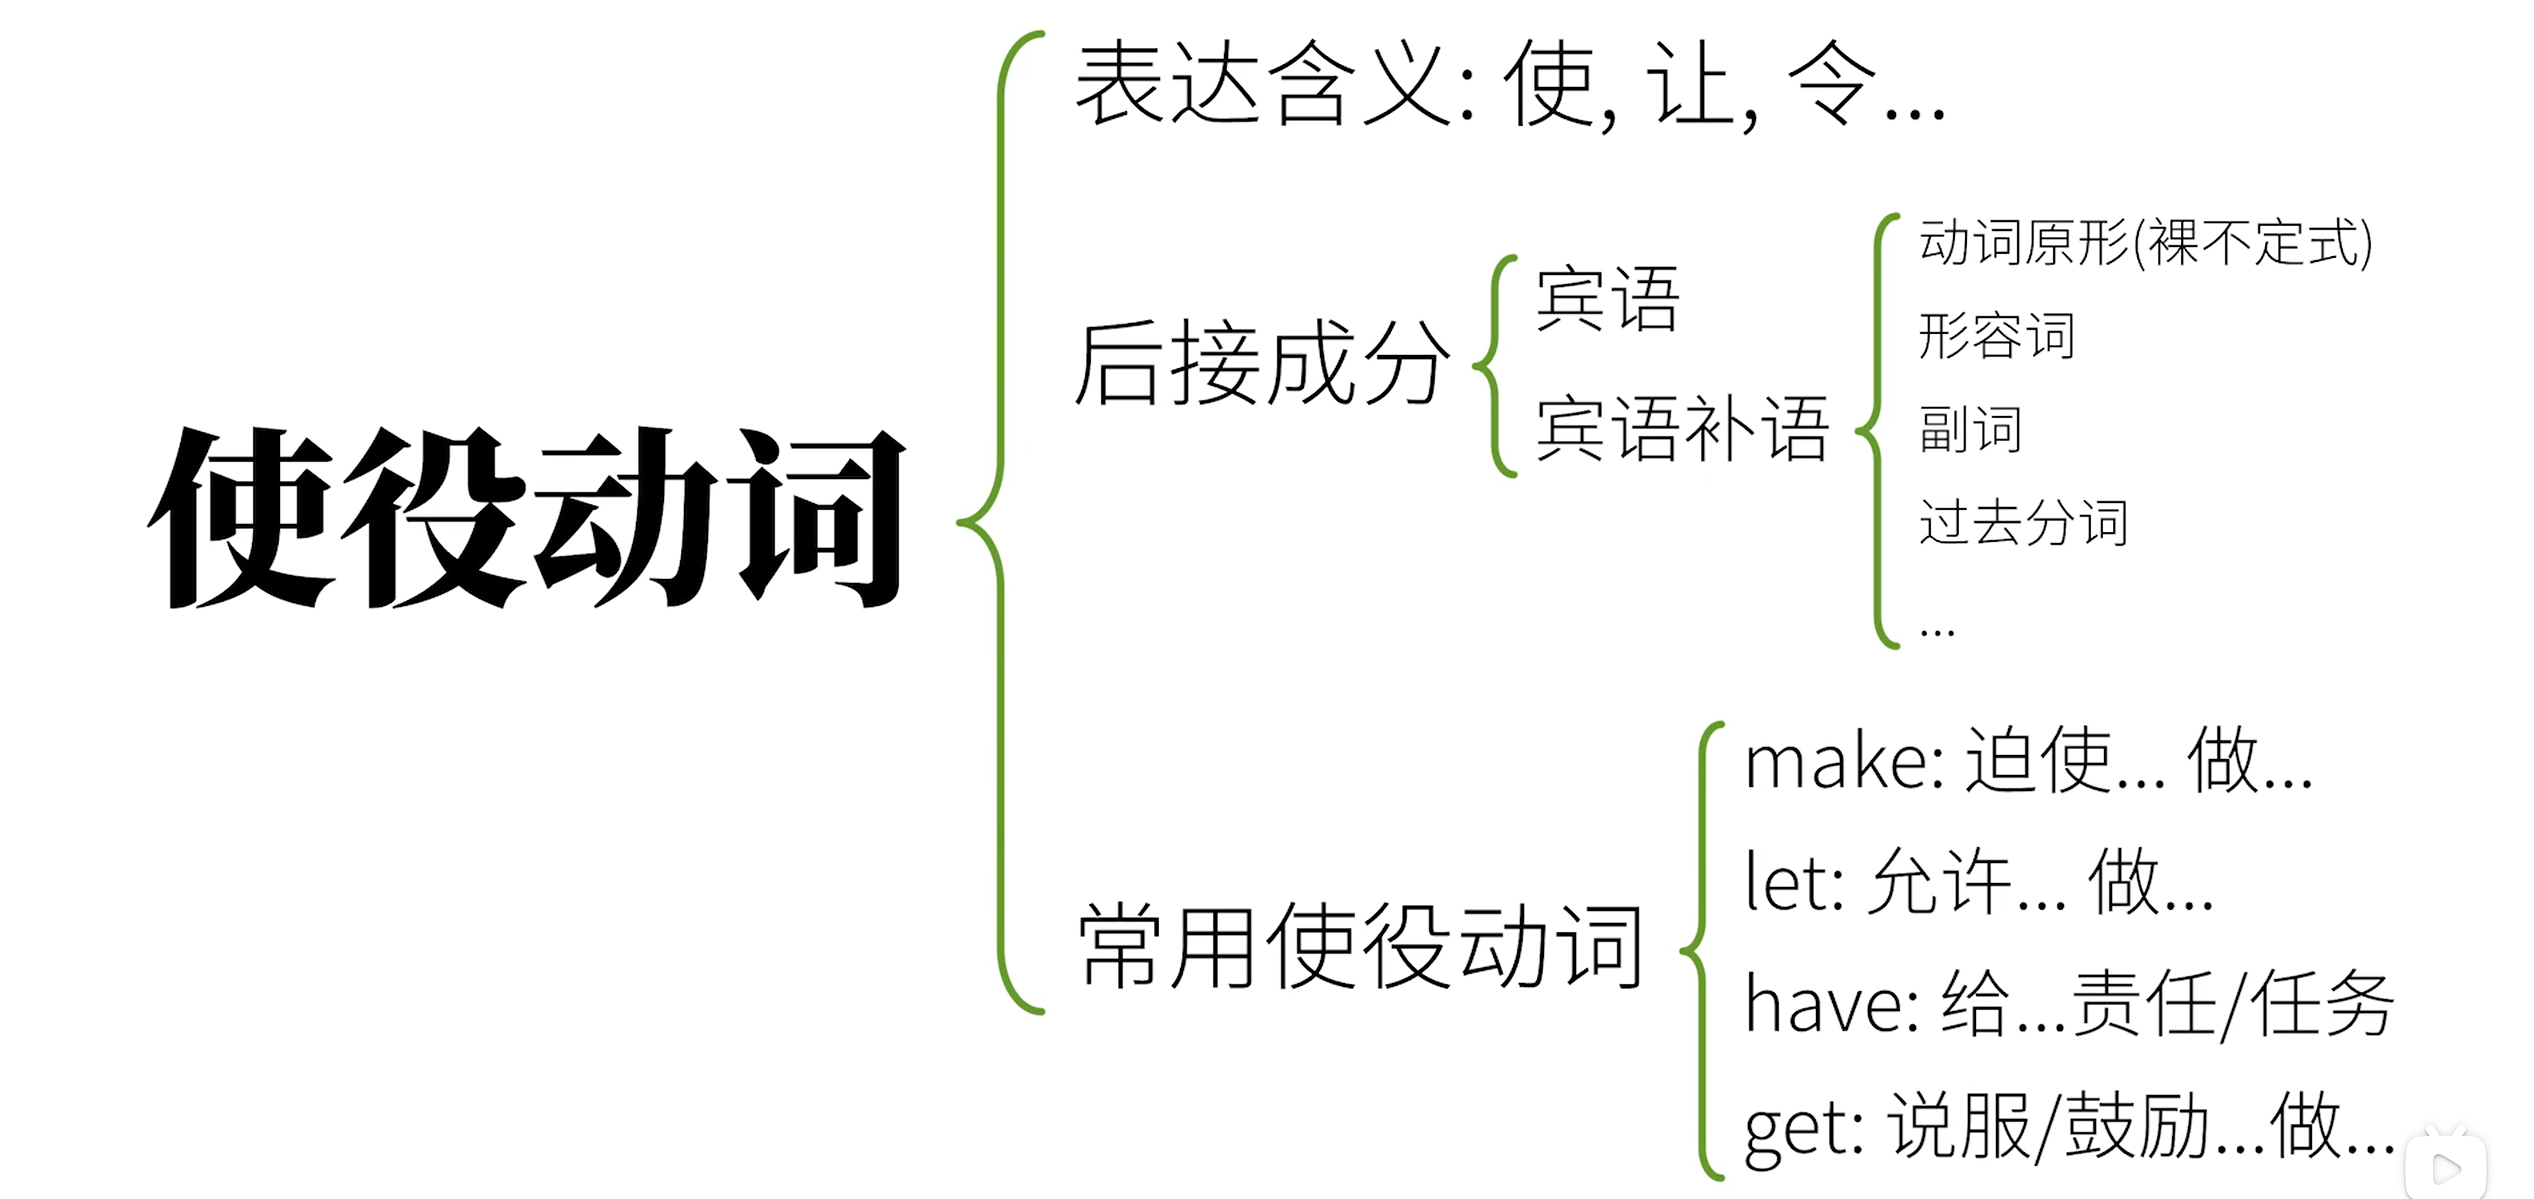 使役动词
表达含义: 使, 让, 令...
后接成分
宾语
宾语补语
动词原形(裸不定式)
形容词
副词
过去分词
...
常用使役动词
make: 迫使... 做...
let: 允许... 做...
have: 给...责任/任务
get: 说服/鼓励...做...